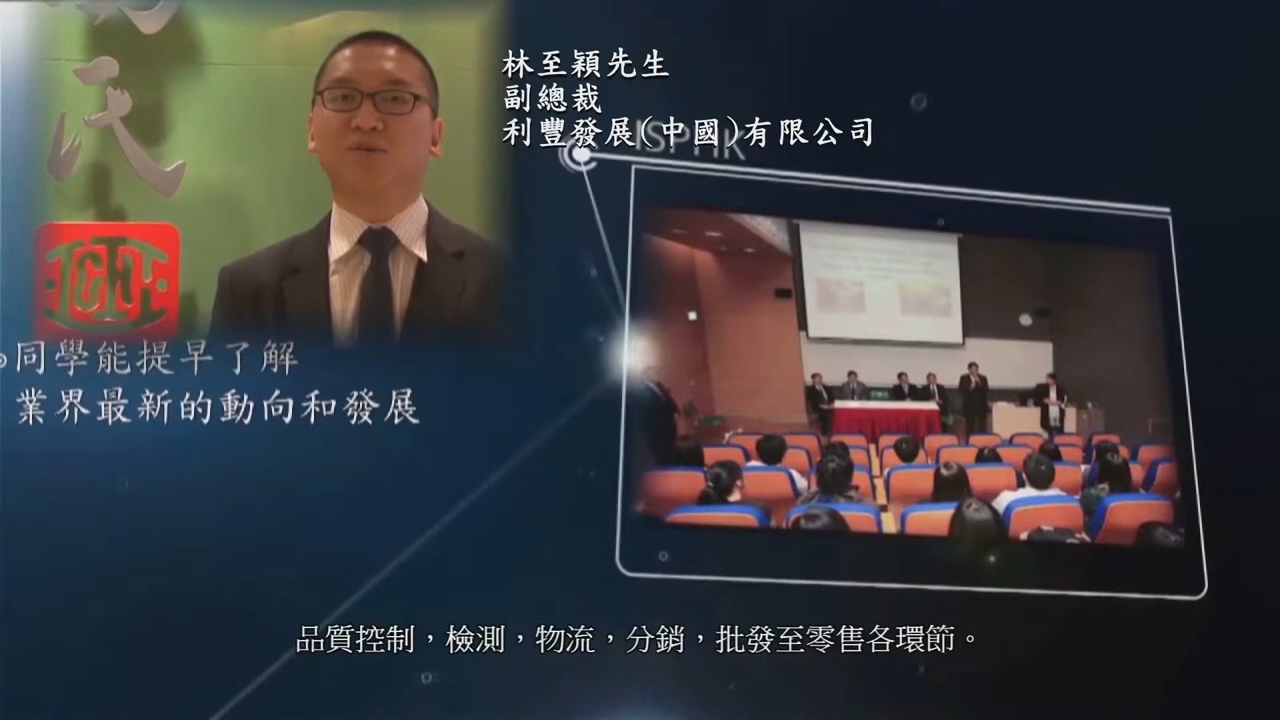 民
林至穎先生
副總裁
利豐發展(中國)有限公司
ISPHK
同學能提早了解
業界最新的動向和發展
品質控制，檢測，物流，分銷，批發至零售各環節。